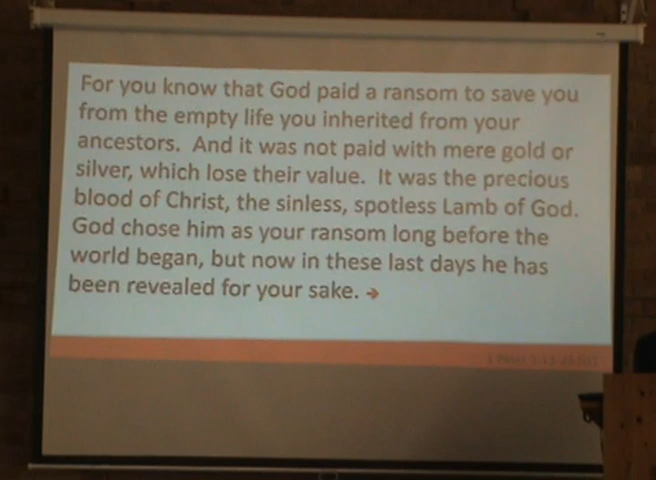 For you know that God paid a ransom to save you
from the empty life you inherited from your
ancestors. And it was not paid with mere gold or
silver, which lose their value. It was the precious
blood of Christ, the sinless, spotless Lamb of God.
God chose him as your ransom long before the
world began, but now in these last days he has
been revealed for your sake. →